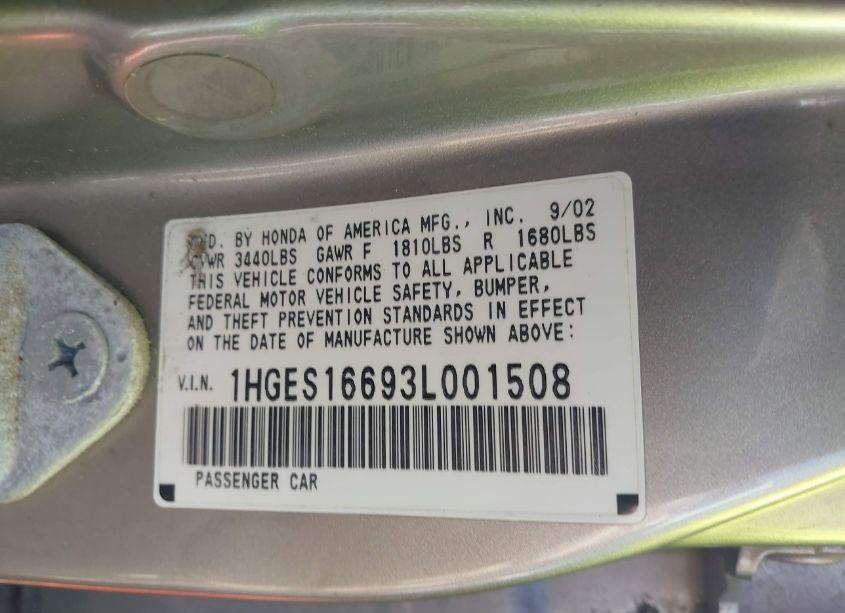 MFD. BY HONDA OF AMERICA MFG., INC. 9/02
GVWR 3440LBS GAWR F 1810LBS R 1680LBS
THIS VEHICLE CONFORMS TO ALL APPLICABLE
FEDERAL MOTOR VEHICLE SAFETY, BUMPER,
AND THEFT PREVENTION STANDARDS IN EFFECT
ON THE DATE OF MANUFACTURE SHOWN ABOVE:
V.I.N. 1HGES16693L001508
PASSENGER CAR